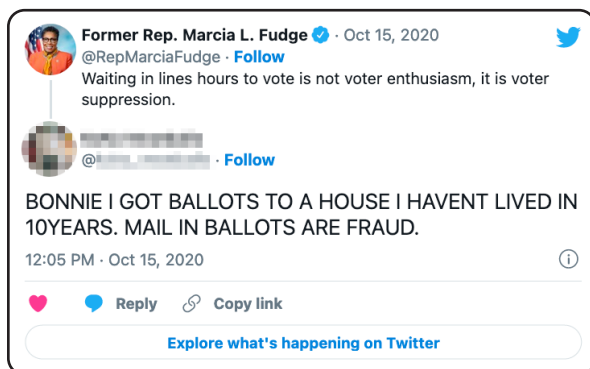 Former Rep. Marcia L. Fudge · Oct 15, 2020
@RepMarciaFudge · Follow
Waiting in lines hours to vote is not voter enthusiasm, it is voter
suppression.
@ · Follow
BONNIE I GOT BALLOTS TO A HOUSE I HAVENT LIVED IN
10YEARS. MAIL IN BALLOTS ARE FRAUD.
12:05 PM · Oct 15, 2020
Reply Copy link
Explore what's happening on Twitter